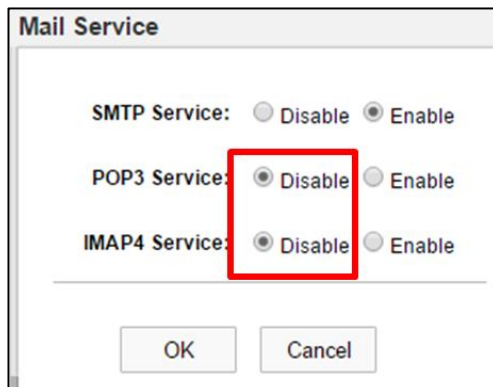 Mail Service
SMTP Service: Disable Enable
POP3 Service: Disable Enable
IMAP4 Service: Disable Enable
OK Cancel